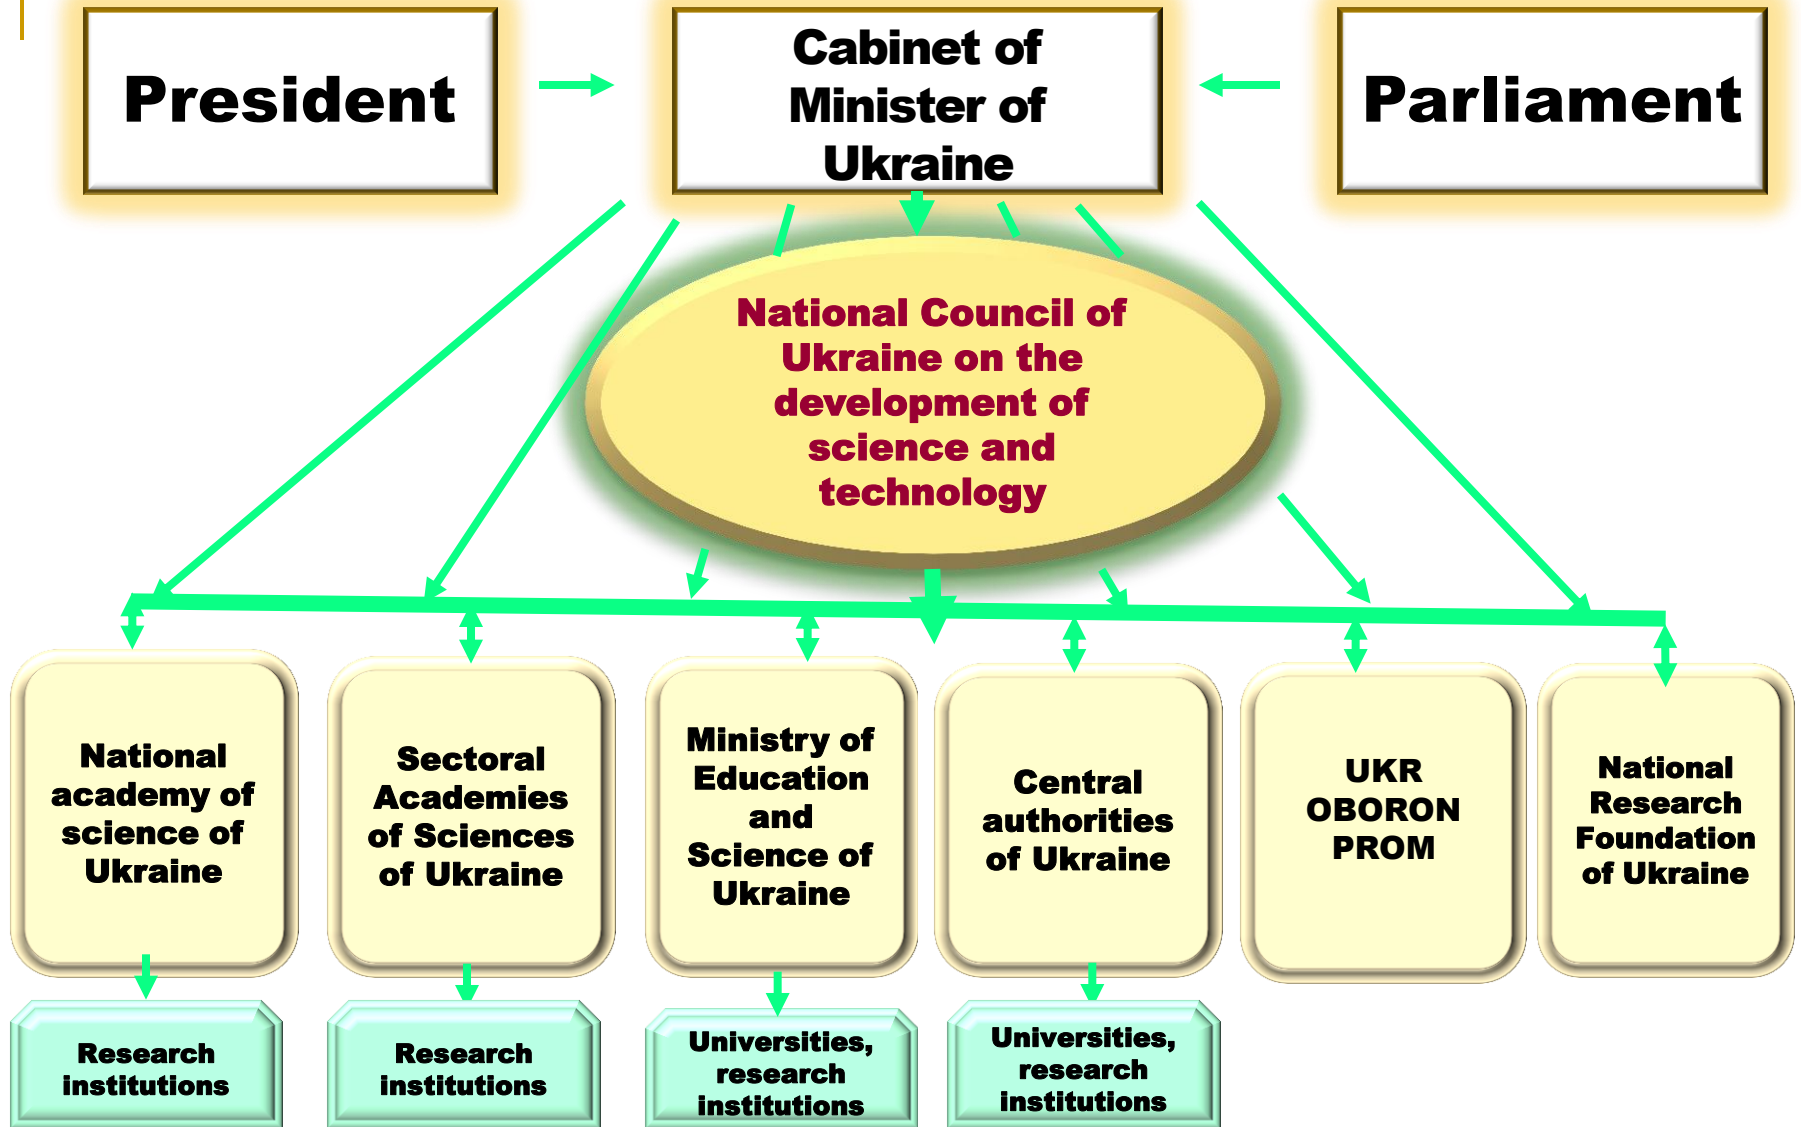 President
Cabinet of
Minister of
Ukraine
Parliament
National Council of
Ukraine on the
development of
science and
technology
National
academy of
science of
Ukraine
Sectoral
Academies
of Sciences
of Ukraine
Ministry of
Education
and
Science of
Ukraine
Central
authorities
of Ukraine
UKR
OBORON
PROM
National
Research
Foundation
of Ukraine
Research
institutions
Research
institutions
Universities,
research
institutions
Universities,
research
institutions